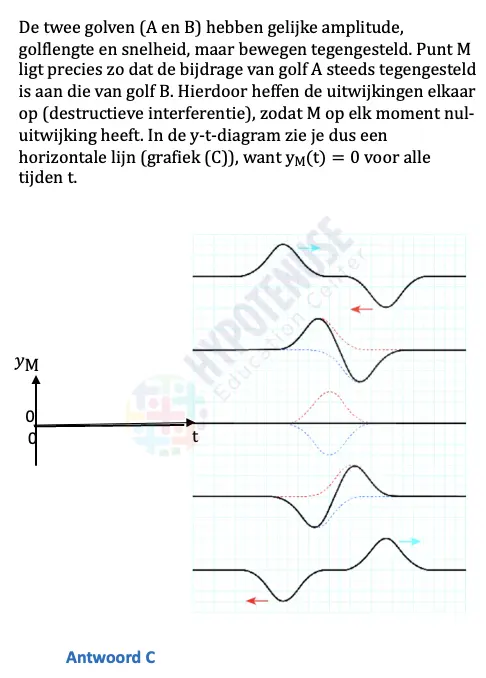 De twee golven (A en B) hebben gelijke amplitude,
golflengte en snelheid, maar bewegen tegengesteld. Punt M
ligt precies zo dat de bijdrage van golf A steeds tegengesteld
is aan die van golf B. Hierdoor heffen de uitwijkingen elkaar
op (destructieve interferentie), zodat M op elk moment nul-
uitwijking heeft. In de y-t-diagram zie je dus een
horizontale lijn (grafiek (C)), want yM(t) = 0 voor alle
tijden t.
HYPOTENUSE
Education Center
yM
0
0
t
Antwoord C